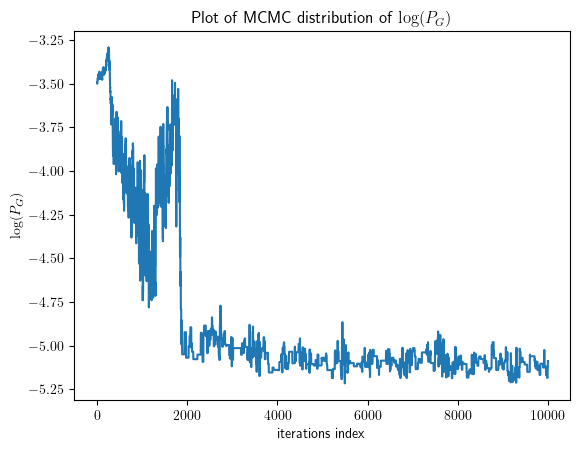 Plot of MCMC distribution of log(P_G)
−3.25
−3.50
−3.75
−4.00
−4.25
−4.50
−4.75
−5.00
−5.25
log(P_G)
0 2000 4000 6000 8000 10000
iterations index